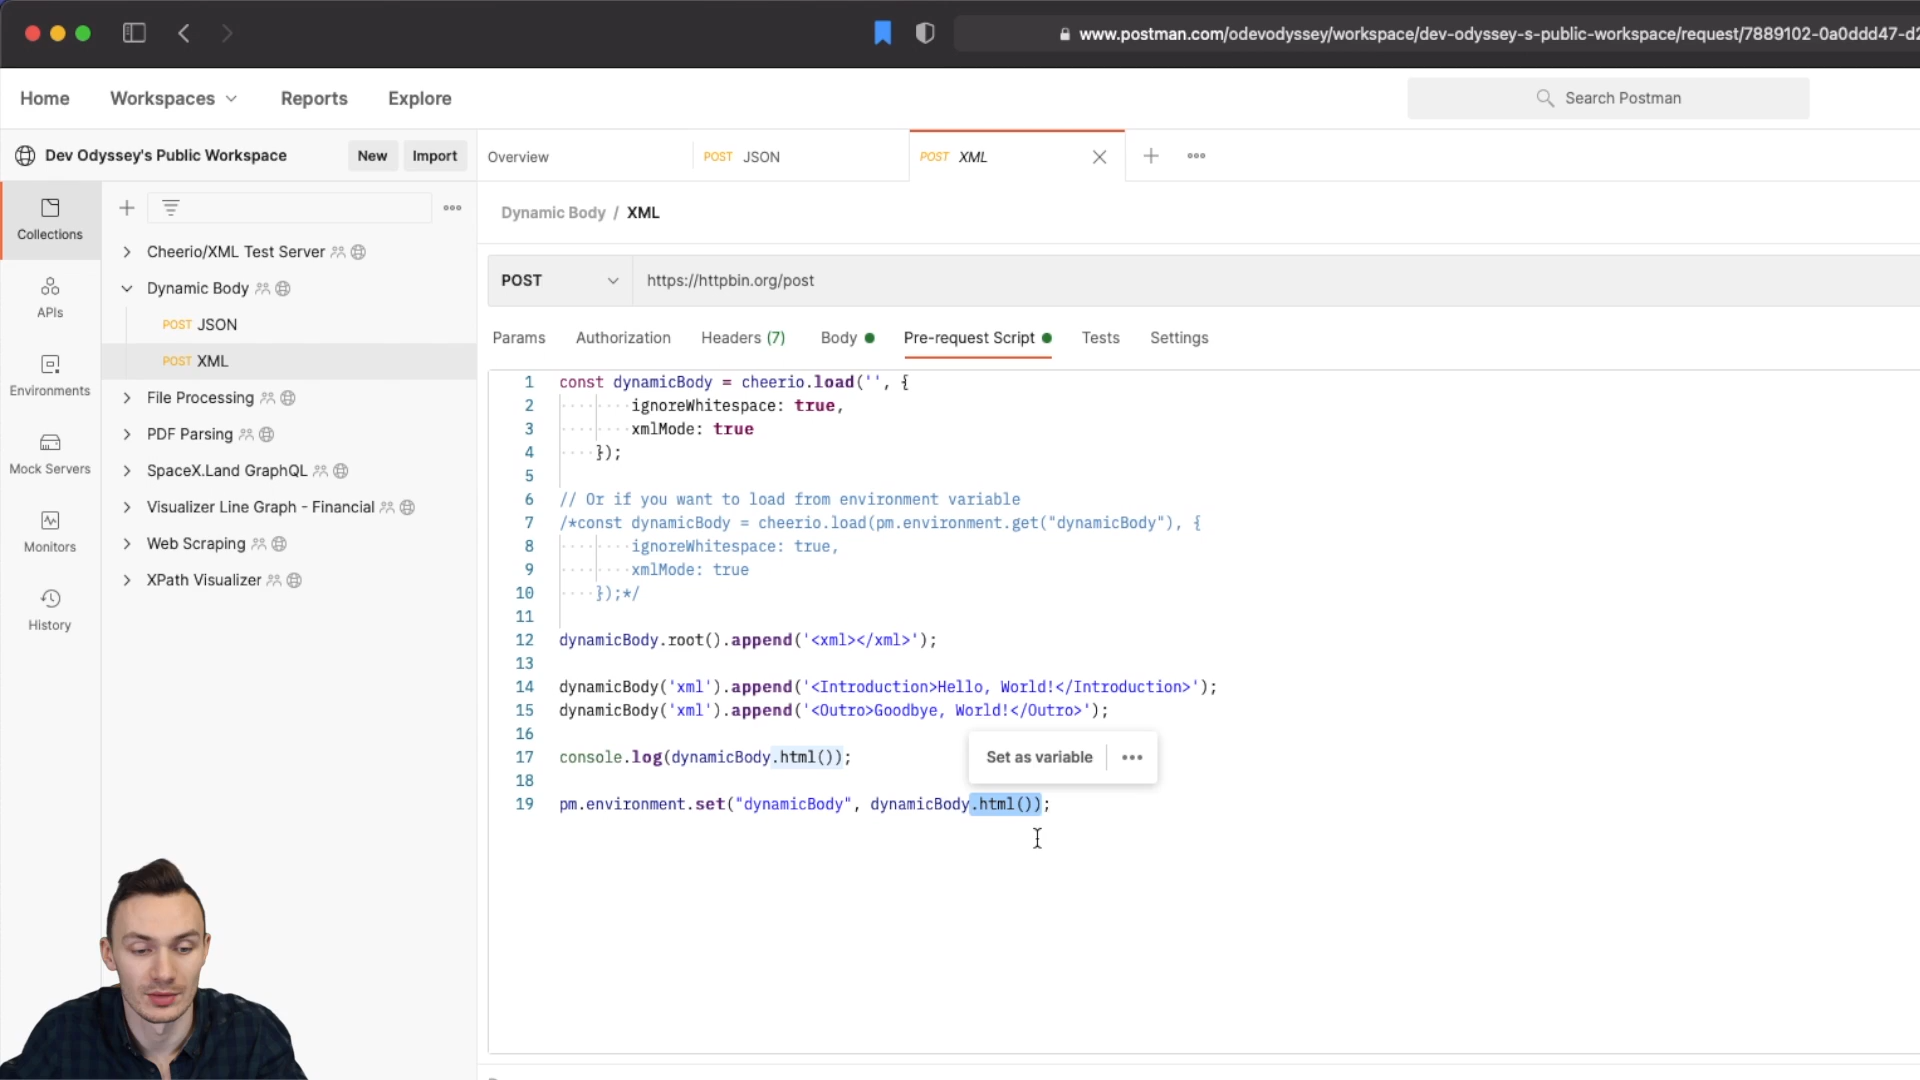 www.postman.com/odevodyssey/workspace/dev-odyssey-s-public-workspace/request/7889102-0a0ddd47-d2
Home Workspaces Reports Explore
Search Postman
Dev Odyssey's Public Workspace New Import
Overview POST JSON POST XML
Collections
APIs
Environments
Mock Servers
Monitors
History
Cheerio/XML Test Server
Dynamic Body
POST JSON
POST XML
File Processing
PDF Parsing
SpaceX.Land GraphQL
Visualizer Line Graph - Financial
Web Scraping
XPath Visualizer
Dynamic Body / XML
POST https://httpbin.org/post
Params Authorization Headers (7) Body Pre-request Script Tests Settings
1 const dynamicBody = cheerio.load('', {
2 ignoreWhitespace: true,
3 xmlMode: true
4 });
5
6 // Or if you want to load from environment variable
7 /*const dynamicBody = cheerio.load(pm.environment.get("dynamicBody"), {
8 ignoreWhitespace: true,
9 xmlMode: true
10 });*/
11
12 dynamicBody.root().append('<xml></xml>');
13
14 dynamicBody('xml').append('<Introduction>Hello, World!</Introduction>');
15 dynamicBody('xml').append('<Outro>Goodbye, World!</Outro>');
16
17 console.log(dynamicBody.html());
Set as variable
18
19 pm.environment.set("dynamicBody", dynamicBody.html());